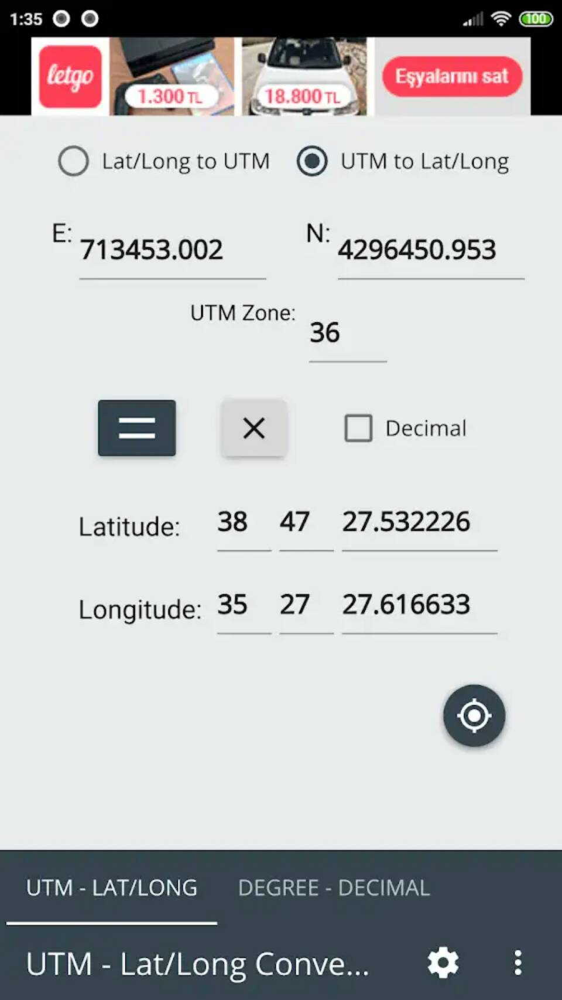 1:35
100
letgo
1.300 TL
18.800 TL
Eşyalarını sat
Lat/Long to UTM
UTM to Lat/Long
E: 713453.002
N: 4296450.953
UTM Zone: 36
Decimal
Latitude: 38 47 27.532226
Longitude: 35 27 27.616633
UTM - LAT/LONG
DEGREE - DECIMAL
UTM - Lat/Long Conve...